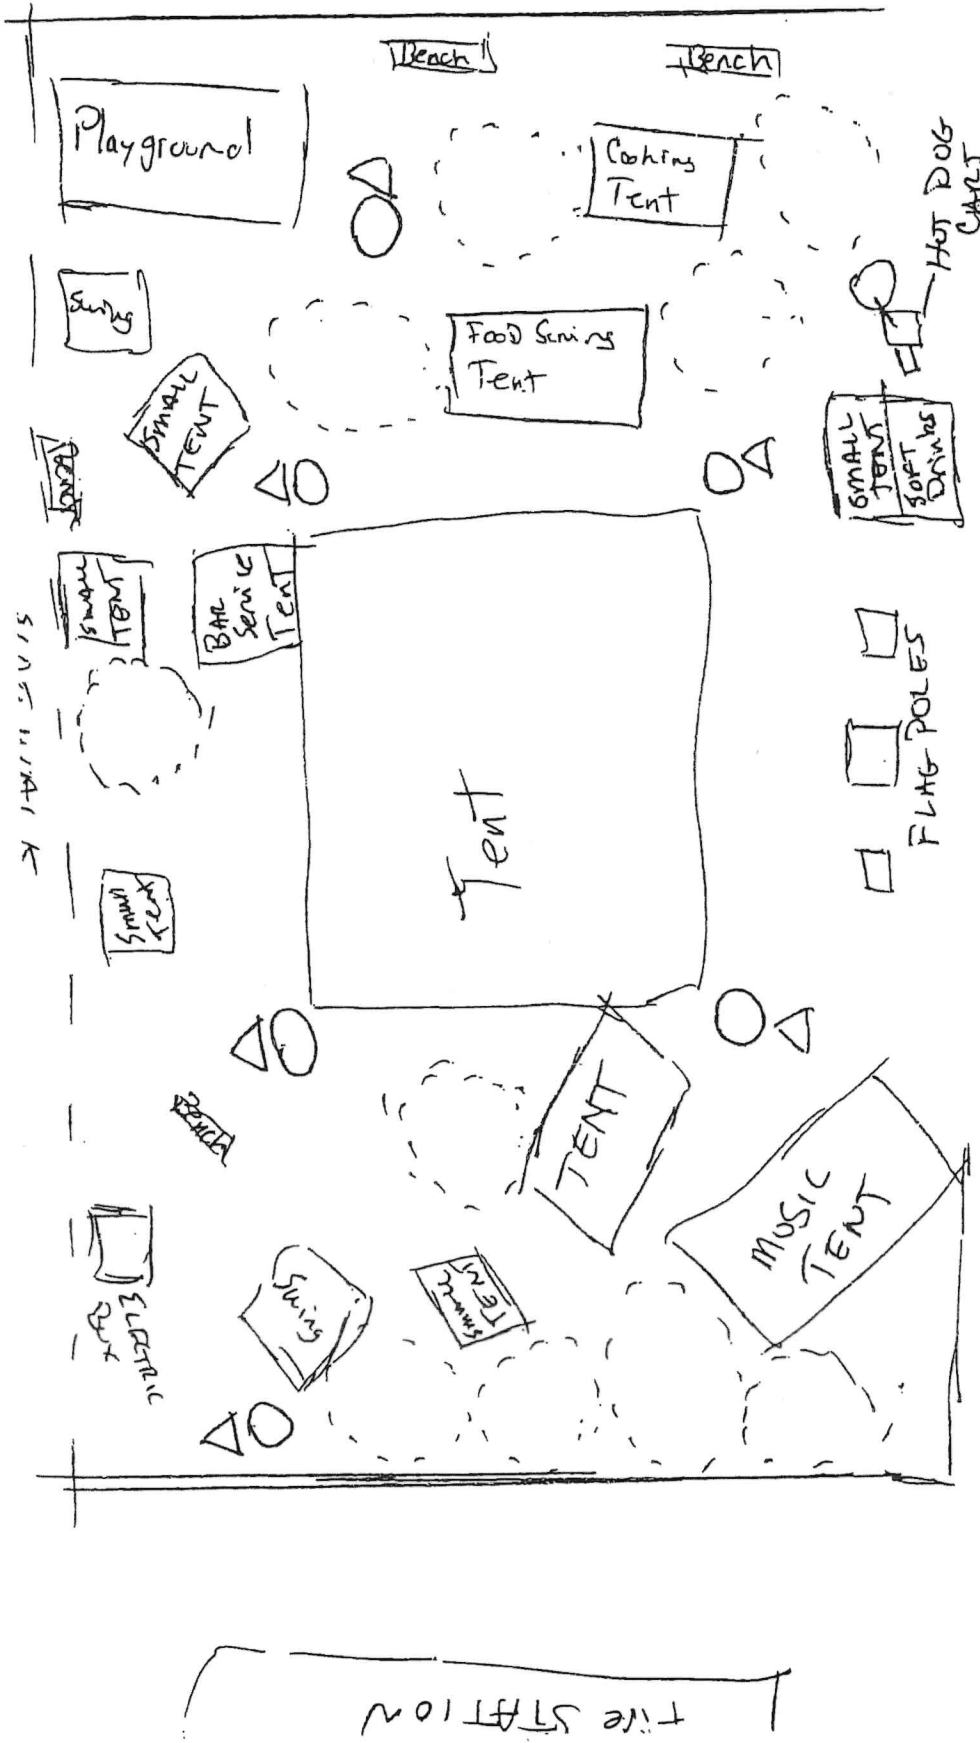 Bench
Bench
Playground
Cooking
Tent
HOT DOG
CART
Swing
FOOD Serving
Tent
SMALL
TENT
SMALL
TENT
SOFT
Drinks
SMALL
TENT
BAR
Service
Tent
FLAG POLES
Tent
Small
Tent
TENT
Bench
MUSIC
TENT
ELECTRIC
BOX
Swing
Small
TENT
Fire STATION